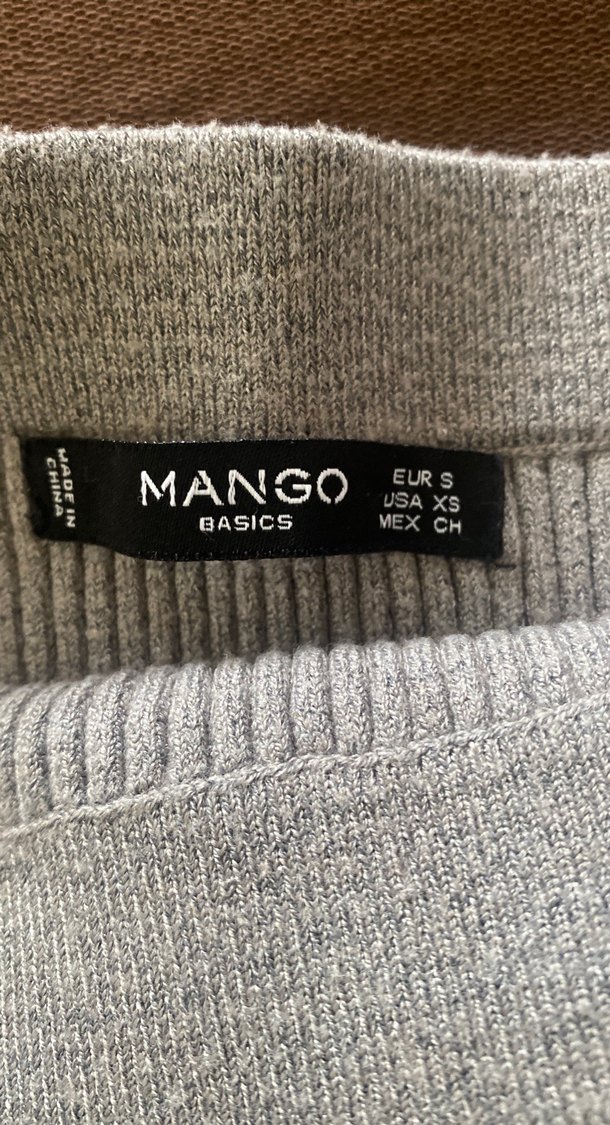 MADE IN
CHINA
MANGO
BASICS
EUR S
USA XS
MEX CH